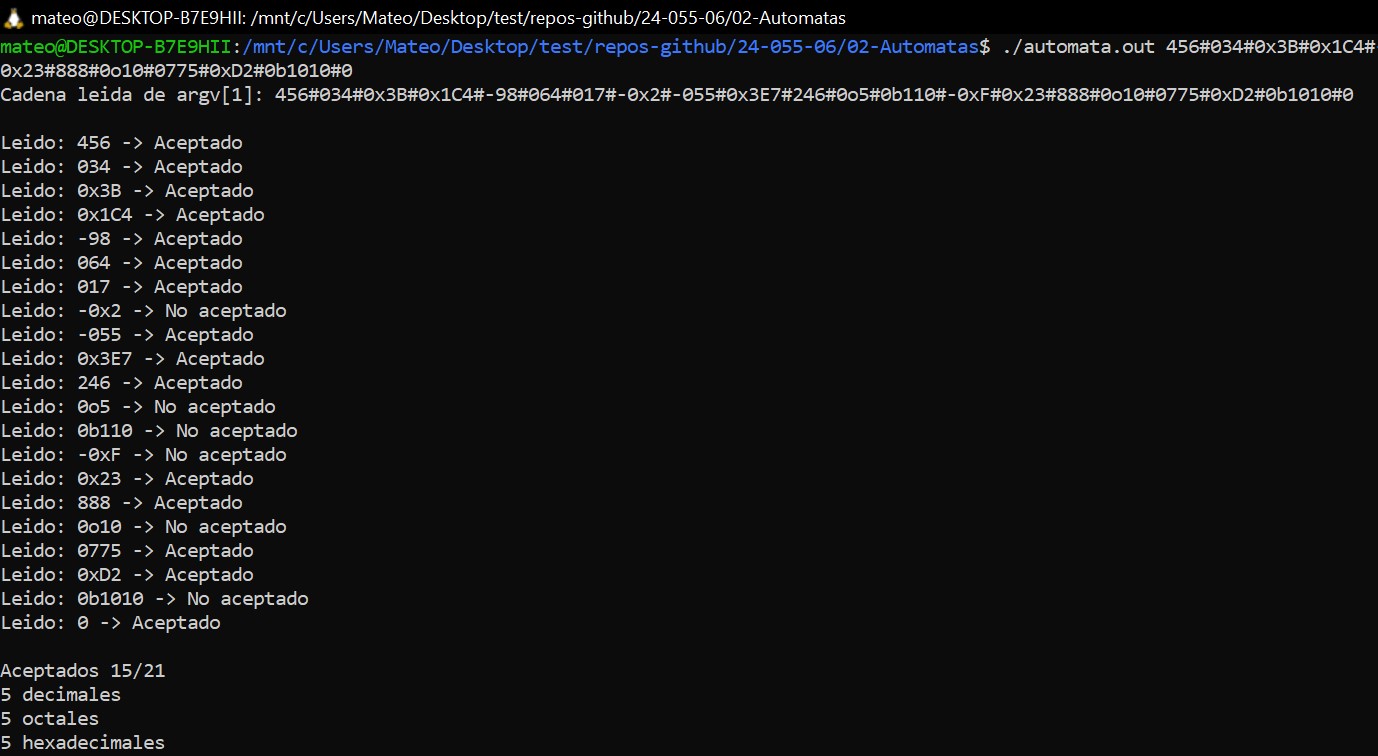 mateo@DESKTOP-B7E9HII: /mnt/c/Users/Mateo/Desktop/test/repos-github/24-055-06/02-Automatas
mateo@DESKTOP-B7E9HII:/mnt/c/Users/Mateo/Desktop/test/repos-github/24-055-06/02-Automatas$ ./automata.out 456#034#0x3B#0x1C4#-
0x23#888#0o10#0775#0xD2#0b1010#0
Cadena leida de argv[1]: 456#034#0x3B#0x1C4#-98#064#017#-0x2#-055#0x3E7#246#0o5#0b110#-0xF#0x23#888#0o10#0775#0xD2#0b1010#0
Leido: 456 -> Aceptado
Leido: 034 -> Aceptado
Leido: 0x3B -> Aceptado
Leido: 0x1C4 -> Aceptado
Leido: -98 -> Aceptado
Leido: 064 -> Aceptado
Leido: 017 -> Aceptado
Leido: -0x2 -> No aceptado
Leido: -055 -> Aceptado
Leido: 0x3E7 -> Aceptado
Leido: 246 -> Aceptado
Leido: 0o5 -> No aceptado
Leido: 0b110 -> No aceptado
Leido: -0xF -> No aceptado
Leido: 0x23 -> Aceptado
Leido: 888 -> Aceptado
Leido: 0o10 -> No aceptado
Leido: 0775 -> Aceptado
Leido: 0xD2 -> Aceptado
Leido: 0b1010 -> No aceptado
Leido: 0 -> Aceptado
Aceptados 15/21
5 decimales
5 octales
5 hexadecimales